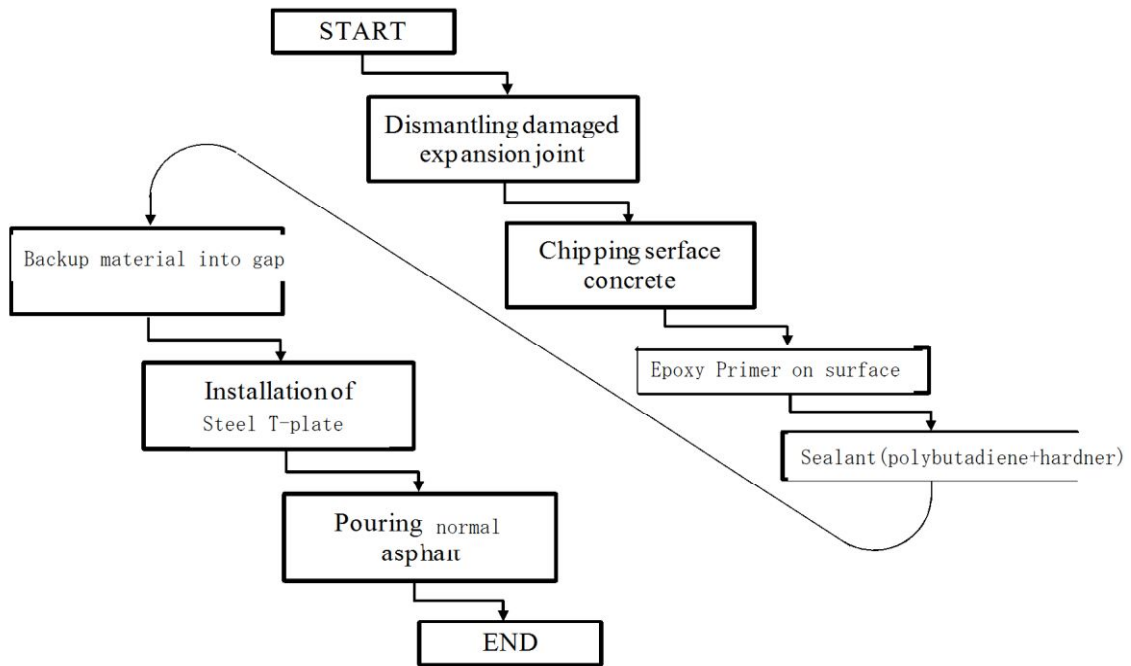 START
Dismantling damaged
expansion joint
Chipping serface
concrete
Epoxy Primer on surface
Sealant(polybutadiene+hardner)
Backup material into gap
Installation of
Steel T-plate
Pouring normal
asphalt
END